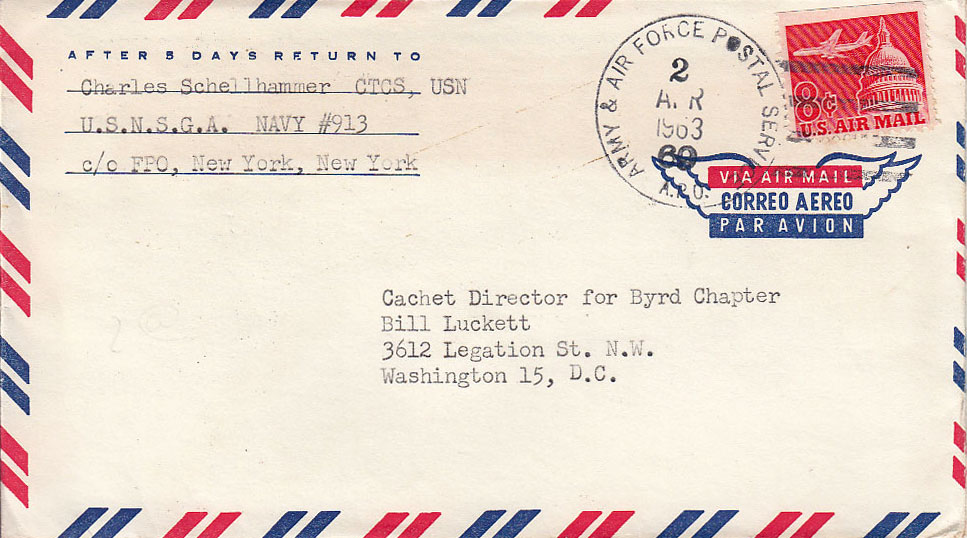 AFTER 5 DAYS RETURN TO
Charles Schellhammer CTCS, USN
U.S.N.S.G.A. NAVY #913
c/o FPO, New York, New York
ARMY & AIR FORCE POSTAL SERVICE
2
APR
1963
A.P.O.
8¢
U.S. AIR MAIL
VIA AIR MAIL
CORREO AEREO
PAR AVION
Cachet Director for Byrd Chapter
Bill Luckett
3612 Legation St. N.W.
Washington 15, D.C.